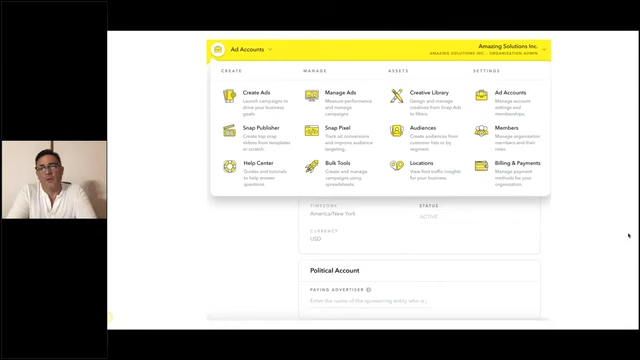 Ad Accounts
Amazing Solutions Inc.
AMAZING SOLUTIONS INC. - ORGANIZATION ADMIN
CREATE
MANAGE
ASSETS
SETTINGS
Create Ads
Launch campaigns to
drive your business
goals.
Manage Ads
Measure performance and
manage campaigns
Creative Library
Design and manage
creatives from Snap Ads
to filters.
Ad Accounts
Manage account
settings and
memberships.
Snap Publisher
Create top snap
videos from templates
or scratch.
Snap Pixel
Track ad conversions
and improve audience
targeting.
Audiences
Create audiences from
customer lists or by
segment.
Members
Manage organization
members and their
roles.
Help Center
Guides and tutorials
to help answer
questions.
Bulk Tools
Create and manage
campaigns using
spreadsheets.
Locations
View foot traffic insights
for your business.
Billing & Payments
Manage payment
methods for your
organization.
TIMEZONE
America/New York
STATUS
ACTIVE
CURRENCY
USD
Political Account
PAYING ADVERTISER
Enter the name of the sponsoring entity who is